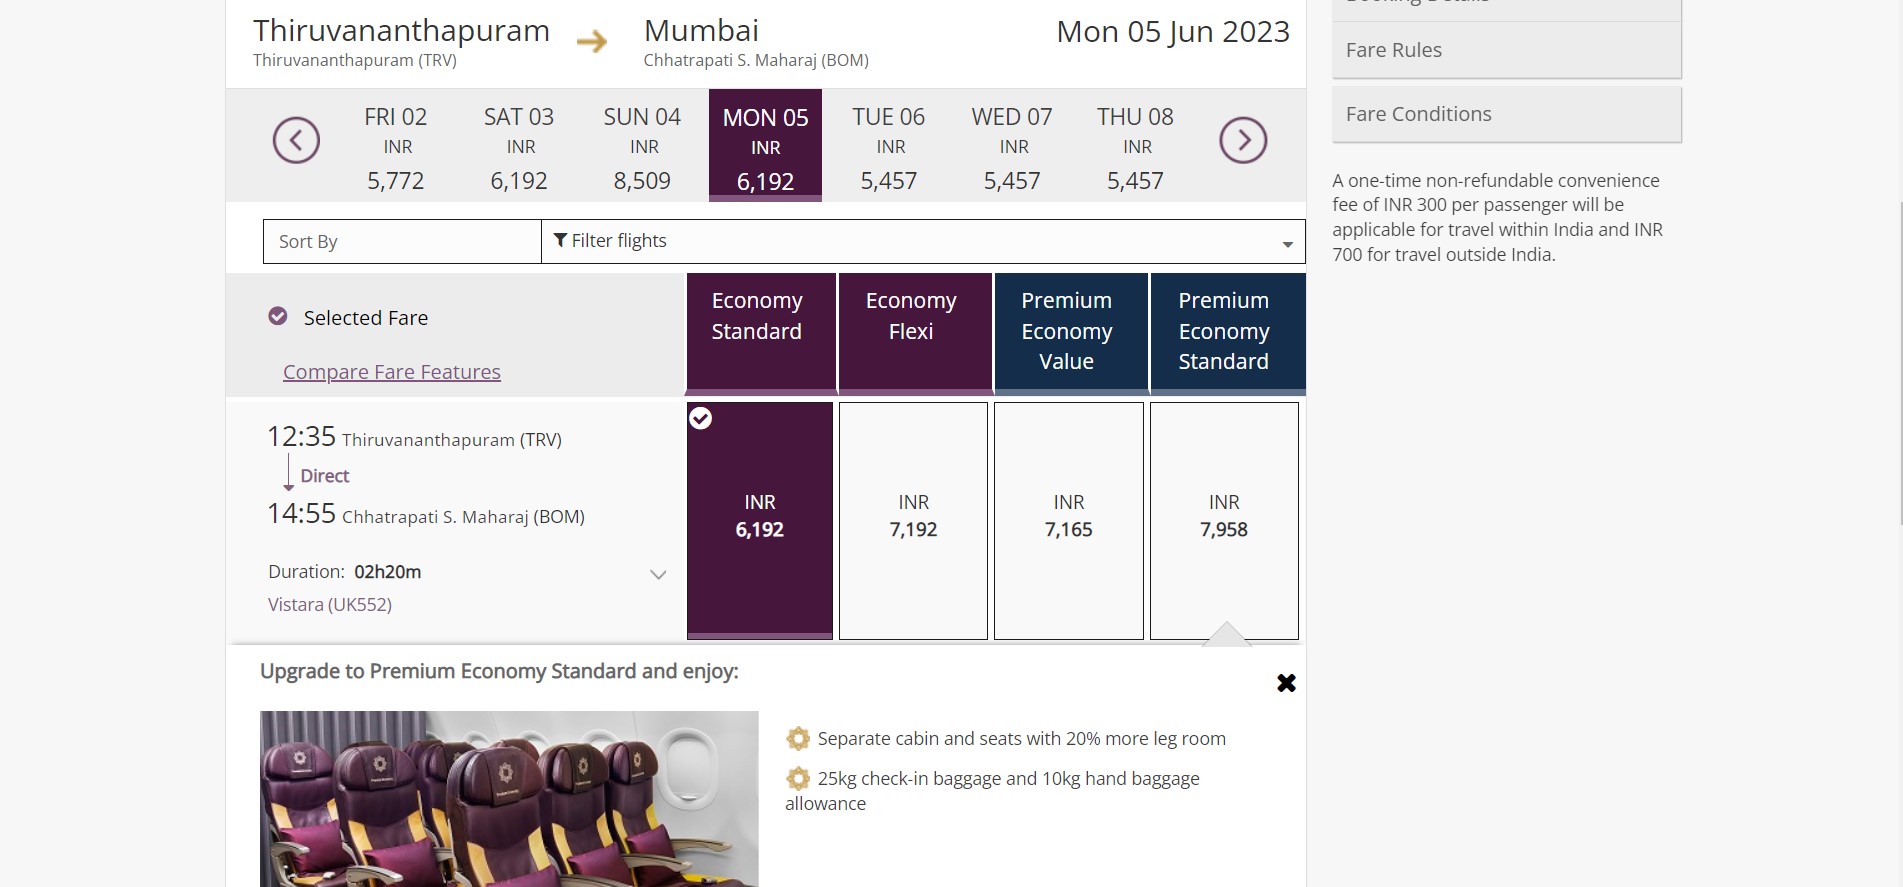 Thiruvananthapuram
Thiruvananthapuram (TRV)
Mumbai
Chhatrapati S. Maharaj (BOM)
Mon 05 Jun 2023
FRI 02
INR
5,772
SAT 03
INR
6,192
SUN 04
INR
8,509
MON 05
INR
6,192
TUE 06
INR
5,457
WED 07
INR
5,457
THU 08
INR
5,457
Sort By
Filter flights
Selected Fare
Compare Fare Features
Economy
Standard
Economy
Flexi
Premium
Economy
Value
Premium
Economy
Standard
12:35 Thiruvananthapuram (TRV)
Direct
14:55 Chhatrapati S. Maharaj (BOM)
Duration: 02h20m
Vistara (UK552)
INR
6,192
INR
7,192
INR
7,165
INR
7,958
Upgrade to Premium Economy Standard and enjoy:
Separate cabin and seats with 20% more leg room
25kg check-in baggage and 10kg hand baggage
allowance
Booking Details
Fare Rules
Fare Conditions
A one-time non-refundable convenience
fee of INR 300 per passenger will be
applicable for travel within India and INR
700 for travel outside India.